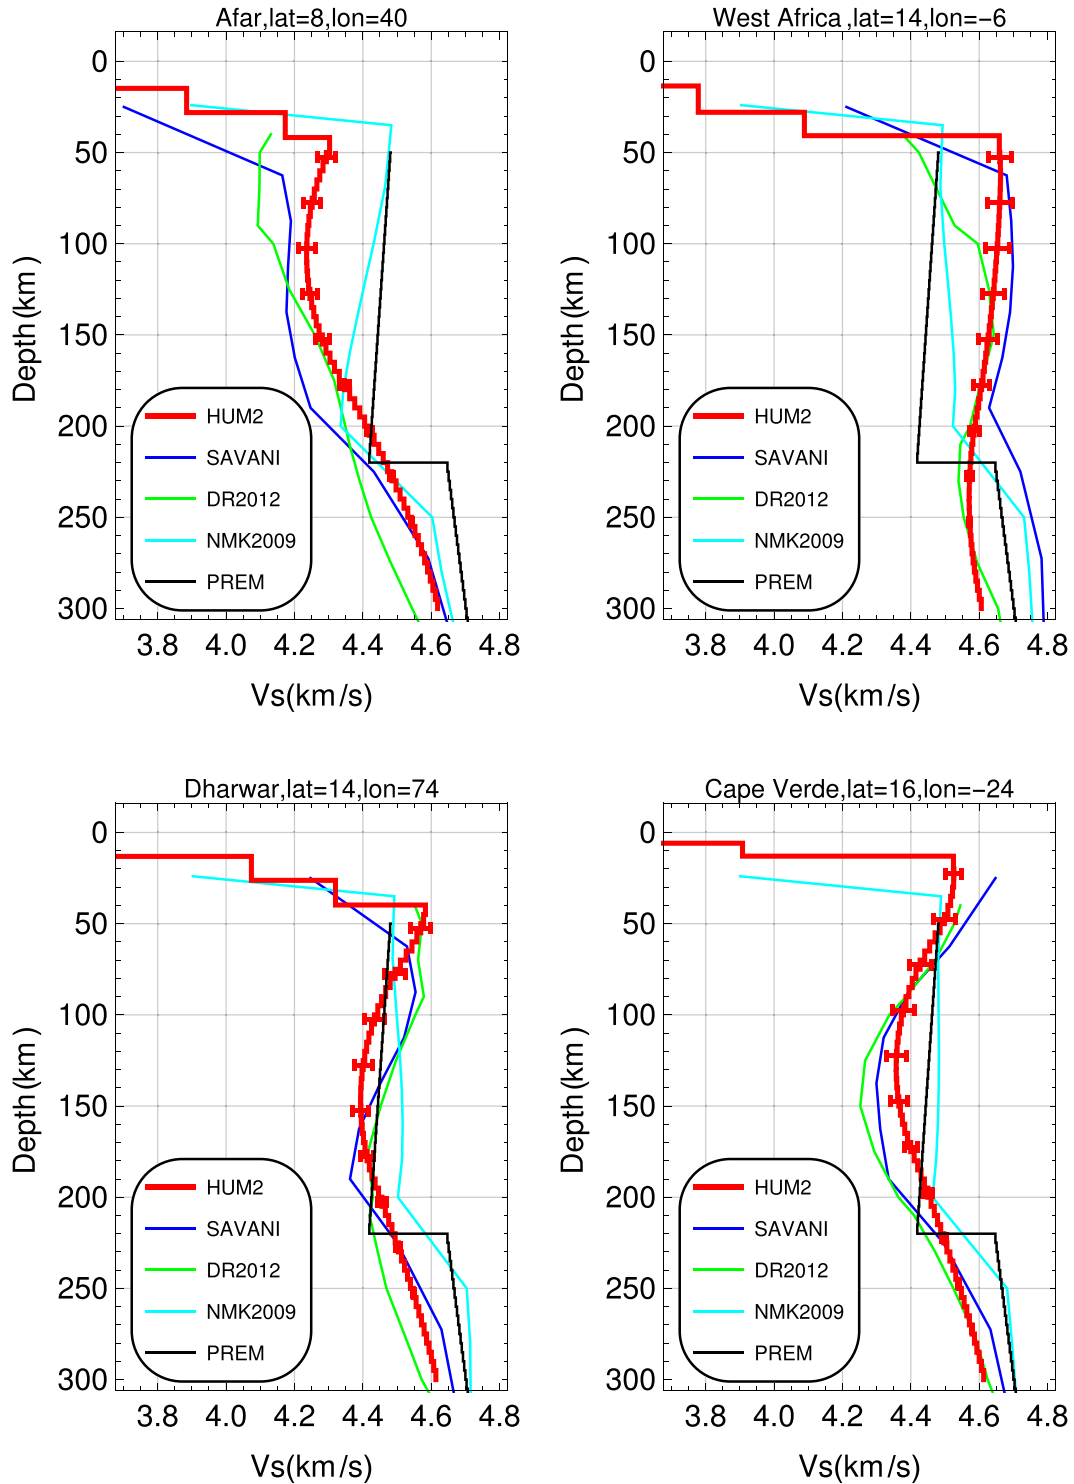 Afar,lat=8,lon=40
0
50
100
150
200
250
300
Depth(km)
HUM2
SAVANI
DR2012
NMK2009
PREM
3.8 4.0 4.2 4.4 4.6 4.8
Vs(km/s)
West Africa,lat=14,lon=−6
0
50
100
150
200
250
300
Depth(km)
HUM2
SAVANI
DR2012
NMK2009
PREM
3.8 4.0 4.2 4.4 4.6 4.8
Vs(km/s)
Dharwar,lat=14,lon=74
0
50
100
150
200
250
300
Depth(km)
HUM2
SAVANI
DR2012
NMK2009
PREM
3.8 4.0 4.2 4.4 4.6 4.8
Vs(km/s)
Cape Verde,lat=16,lon=−24
0
50
100
150
200
250
300
Depth(km)
HUM2
SAVANI
DR2012
NMK2009
PREM
3.8 4.0 4.2 4.4 4.6 4.8
Vs(km/s)